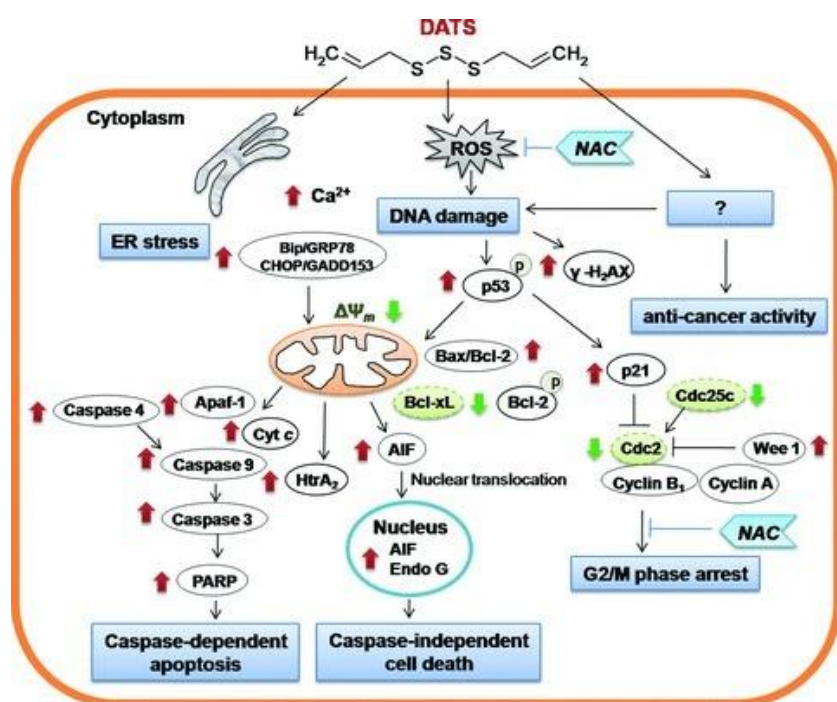 DATS
H₂C
S
S
S
CH₂
Cytoplasm
ROS
NAC
Ca²⁺
DNA damage
?
ER stress
Bip/GRP78
CHOP/GADD153
p53
p
γ-H₂AX
ΔΨm
anti-cancer activity
Bax/Bcl-2
p21
Bcl-xL
Bcl-2
p
Cdc25c
Caspase 4
Apaf-1
Cyt c
AIF
Cdc2
Wee 1
Caspase 9
HtrA₂
Nuclear translocation
Cyclin B₁
Cyclin A
Caspase 3
Nucleus
AIF
Endo G
NAC
PARP
G2/M phase arrest
Caspase-dependent
apoptosis
Caspase-independent
cell death